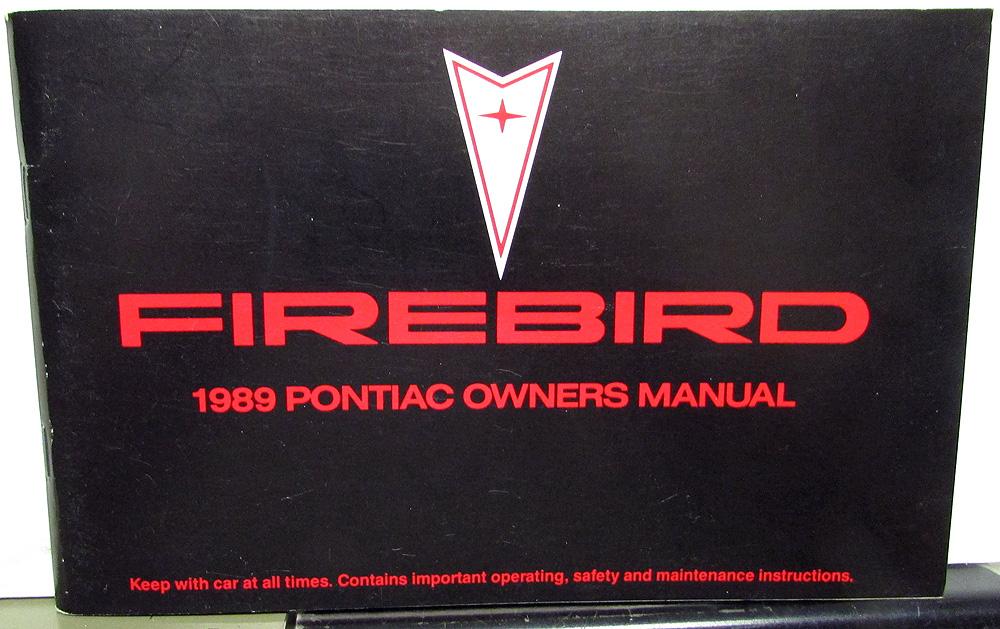 FIREBIRD
1989 PONTIAC OWNERS MANUAL
Keep with car at all times. Contains important operating, safety and maintenance instructions.